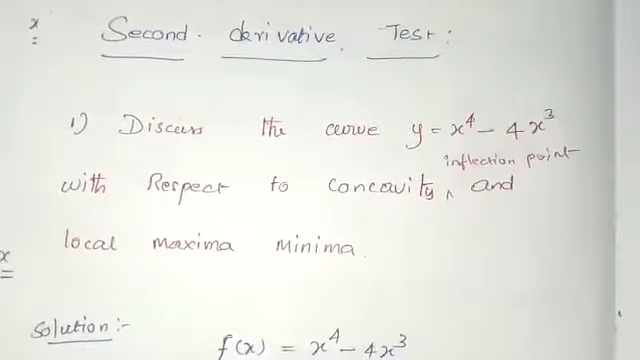 x
Second derivative Test:
1) Discuss the curve y = x⁴ - 4x³
inflection point
with Respect to concavity, ∧ and
local maxima minima.
x
Solution:-
f(x) = x⁴ - 4x³